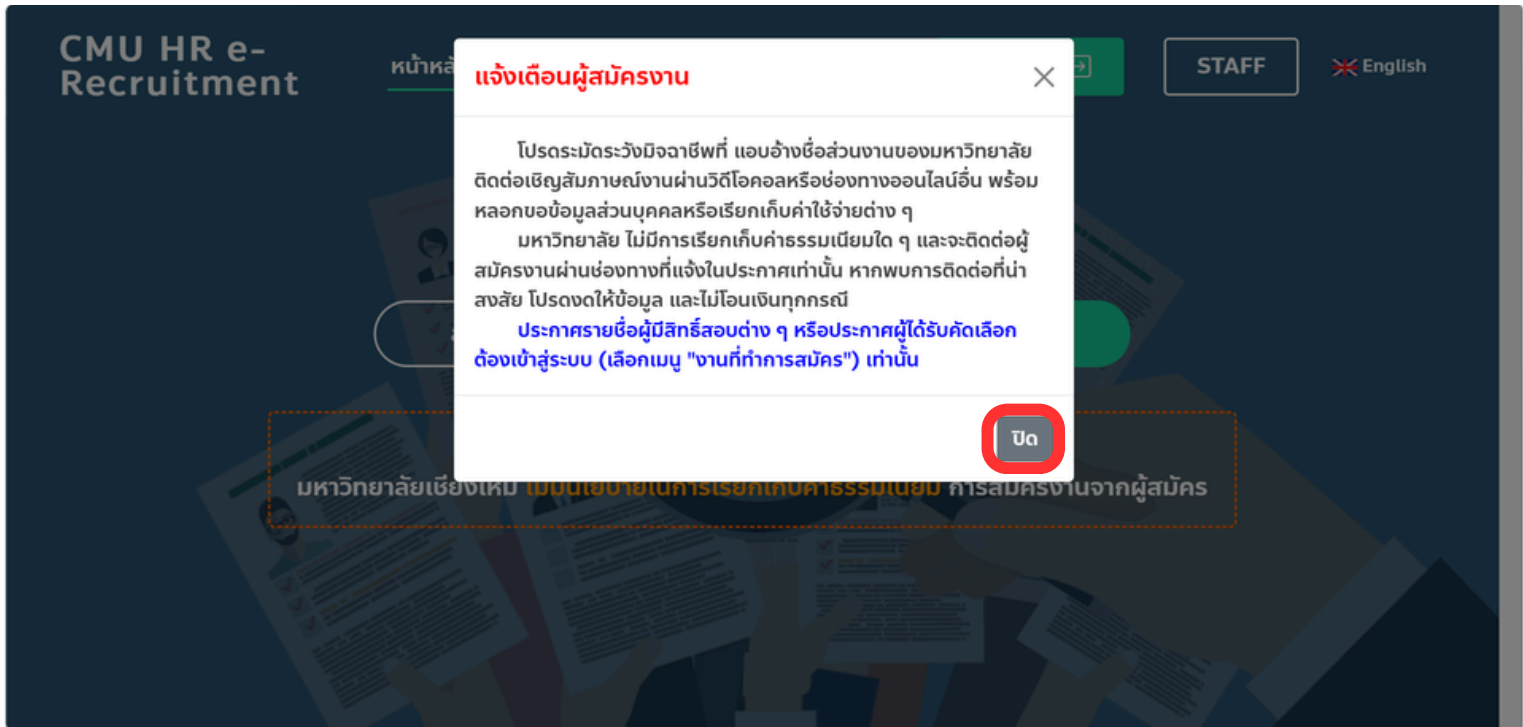 CMU HR e-
Recruitment
หน้าหลั
STAFF
English
แจ้งเตือนผู้สมัครงาน
โปรดระมัดระวังมิจฉาชีพที่ แอบอ้างชื่อส่วนงานของมหาวิทยาลัย
ติดต่อเชิญสัมภาษณ์งานผ่านวิดีโอคอลหรือช่องทางออนไลน์อื่น พร้อม
หลอกขอข้อมูลส่วนบุคคลหรือเรียกเก็บค่าใช้จ่ายต่าง ๆ
มหาวิทยาลัย ไม่มีการเรียกเก็บค่าธรรมเนียมใด ๆ และจะติดต่อผู้
สมัครงานผ่านช่องทางที่แจ้งในประกาศเท่านั้น หากพบการติดต่อที่น่า
สงสัย โปรดงดให้ข้อมูล และไม่โอนเงินทุกกรณี
ประกาศรายชื่อผู้มีสิทธิ์สอบต่าง ๆ หรือประกาศผู้ได้รับคัดเลือก
ต้องเข้าสู่ระบบ (เลือกเมนู "งานที่ทำการสมัคร") เท่านั้น
ปิด
มหาวิทยาลัยเชียงใหม่ ไม่มีนโยบายในการเรียกเก็บค่าธรรมเนียม การสมัครงานจากผู้สมัคร